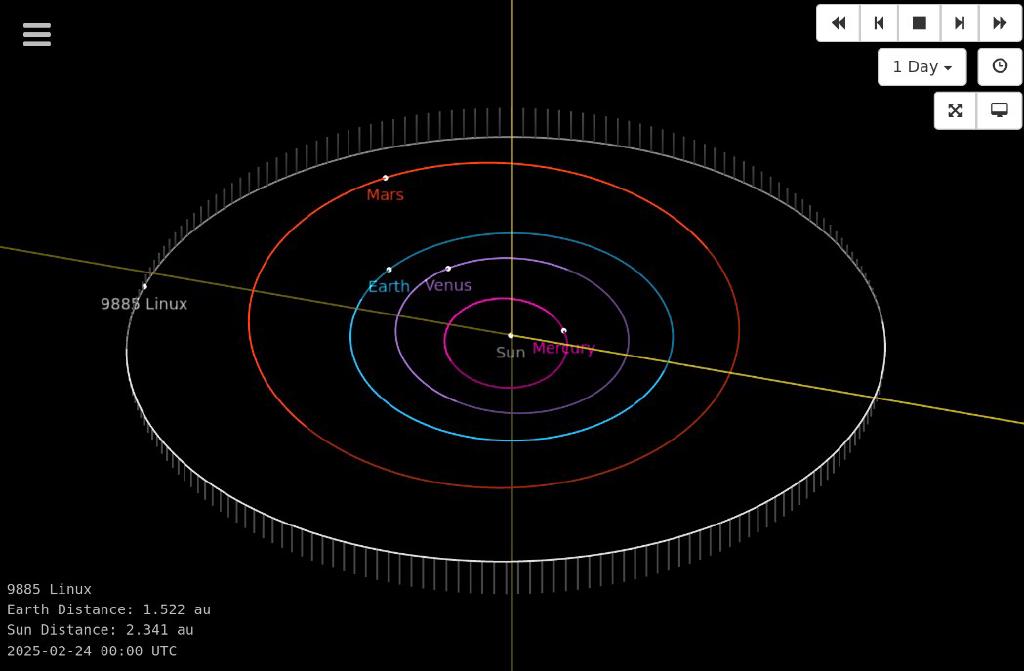 1 Day
Mars
Earth
Venus
9885 Linux
Sun
Mercury
9885 Linux
Earth Distance: 1.522 au
Sun Distance: 2.341 au
2025-02-24 00:00 UTC